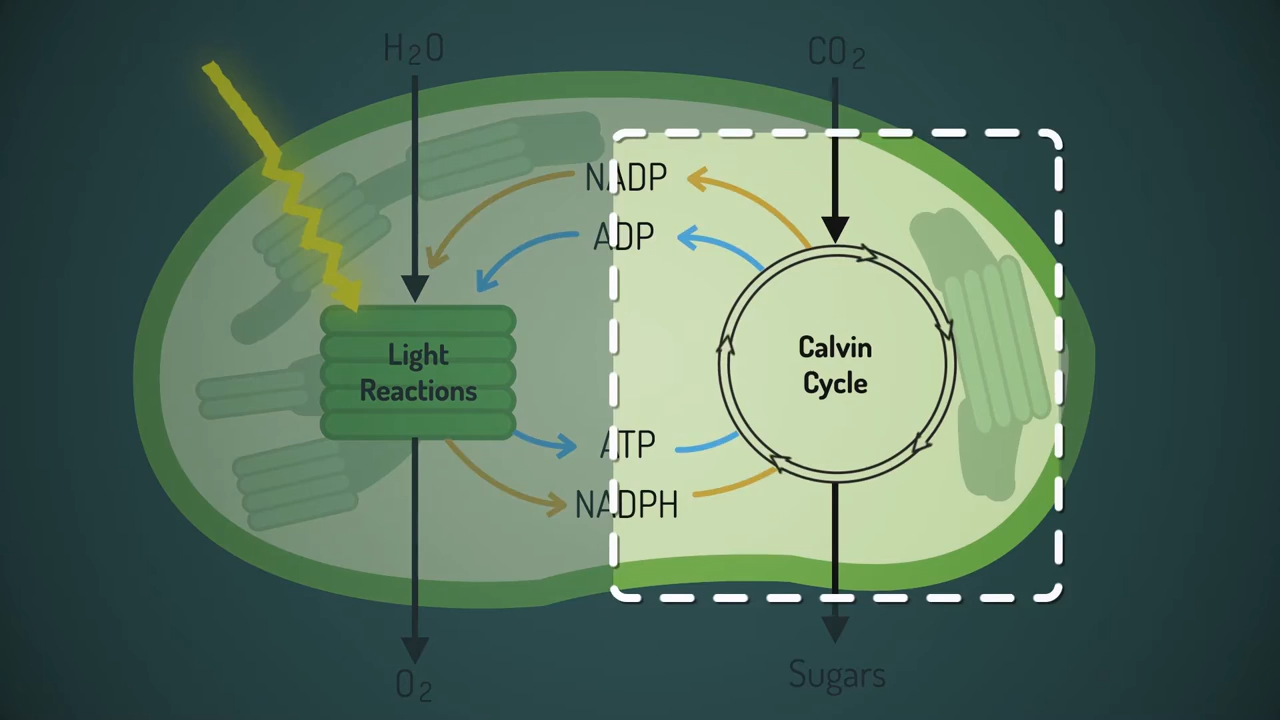 H2O
CO2
NADP
ADP
Light
Reactions
Calvin
Cycle
ATP
NADPH
O2
Sugars